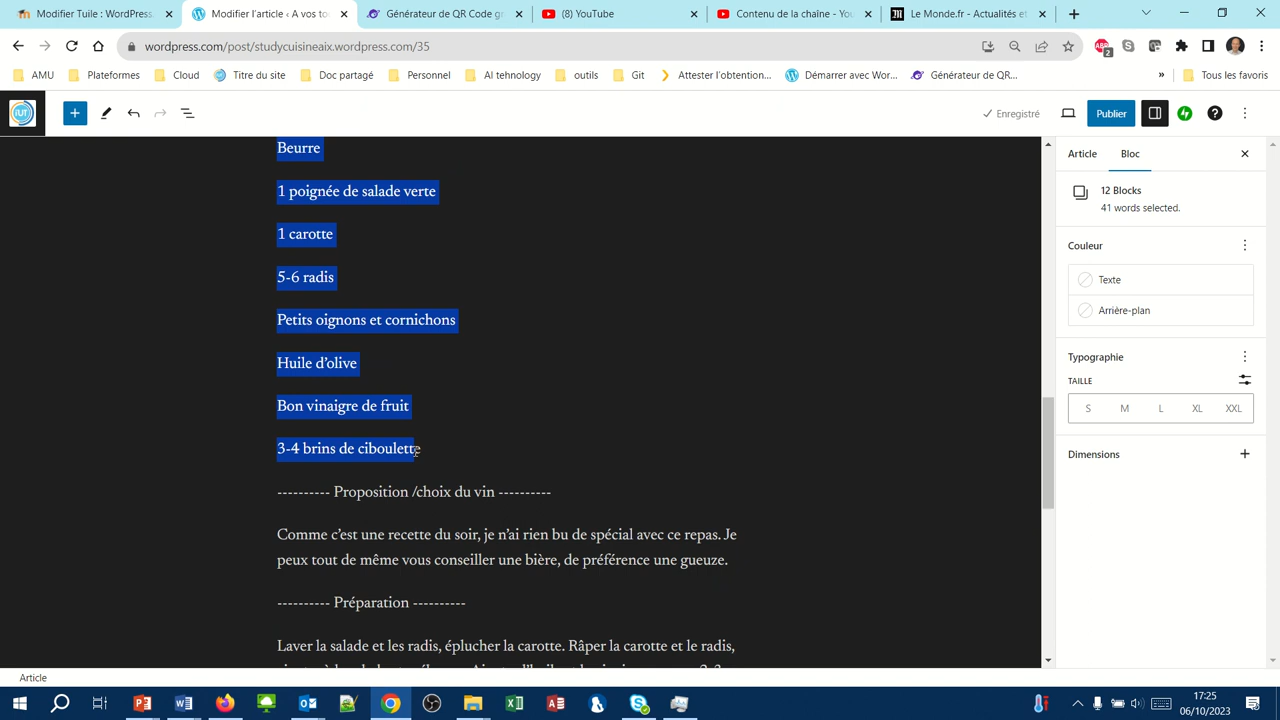 Modifier Tuile : WordPress.
Modifier l'article ‹ A vos tou
Générateur de QR Code gr
(8) YouTube
Contenu de la chaîne - You
Le Monde.fr - Actualités et
wordpress.com/post/studycuisineaix.wordpress.com/35
AMU
Plateformes
Cloud
Titre du site
Doc partagé
Personnel
AI tehnology
outils
Git
Attester l'obtention...
Démarrer avec Wor...
Générateur de QR...
»
Tous les favoris
Enregistré
Publier
Beurre
1 poignée de salade verte
1 carotte
5-6 radis
Petits oignons et cornichons
Huile d'olive
Bon vinaigre de fruit
3-4 brins de ciboulette
---------- Proposition /choix du vin ----------
Comme c'est une recette du soir, je n'ai rien bu de spécial avec ce repas. Je
peux tout de même vous conseiller une bière, de préférence une gueuze.
---------- Préparation ----------
Laver la salade et les radis, éplucher la carotte. Râper la carotte et le radis,
Article
Bloc
12 Blocks
41 words selected.
Couleur
Texte
Arrière-plan
Typographie
TAILLE
S M L XL XXL
Dimensions
Article
17:25
06/10/2023